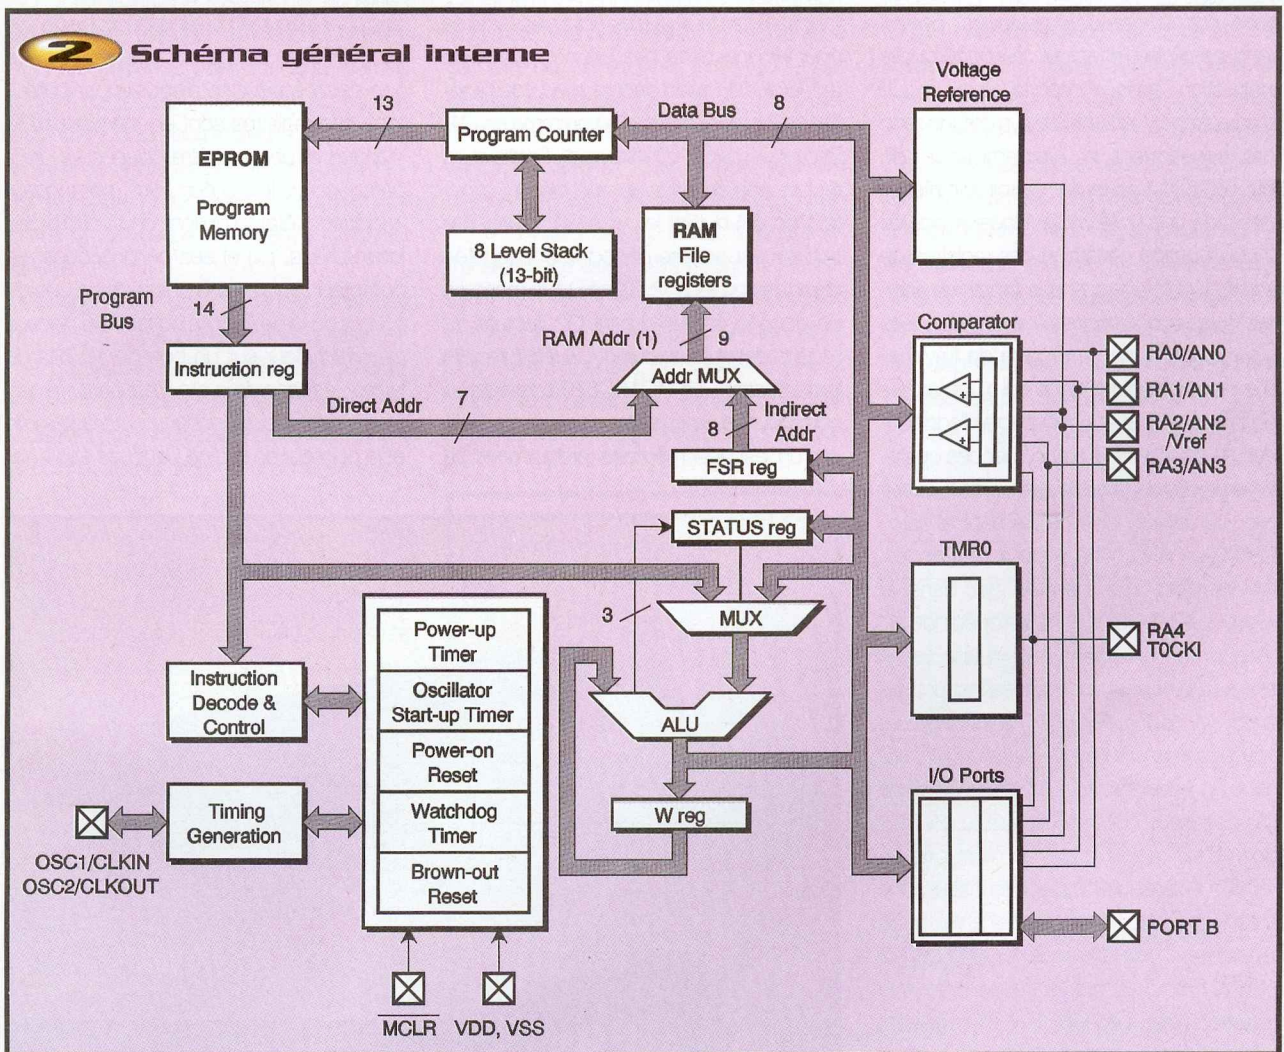 2 Schéma général interne
EPROM
Program
Memory
13
Program Counter
Data Bus
8
Voltage
Reference
8 Level Stack
(13-bit)
RAM
File
registers
Program
Bus
14
Instruction reg
RAM Addr (1)
9
Addr MUX
Direct Addr
7
8
Indirect
Addr
FSR reg
Comparator
- +
- +
RA0/AN0
RA1/AN1
RA2/AN2
/Vref
RA3/AN3
STATUS reg
TMR0
3
MUX
RA4
T0CKI
Power-up
Timer
Oscillator
Start-up Timer
Power-on
Reset
Watchdog
Timer
Brown-out
Reset
Instruction
Decode &
Control
ALU
I/O Ports
Timing
Generation
W reg
OSC1/CLKIN
OSC2/CLKOUT
PORT B
MCLR
VDD, VSS